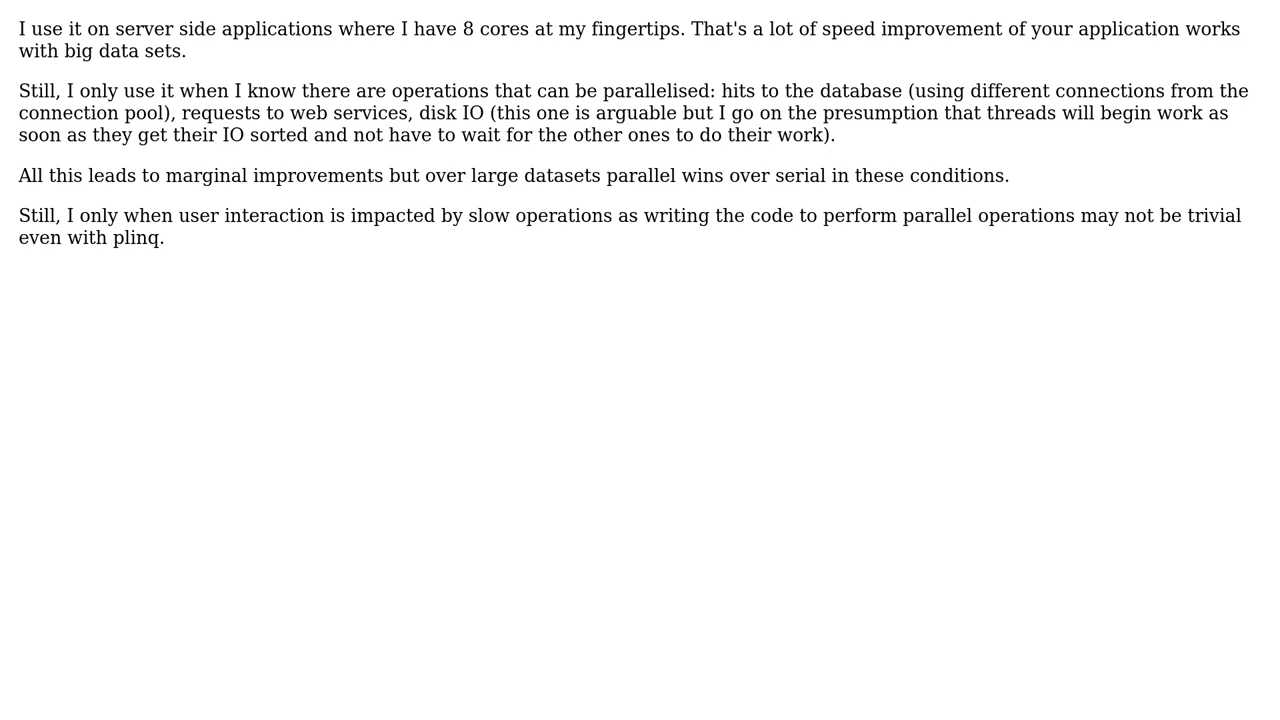 I use it on server side applications where I have 8 cores at my fingertips. That's a lot of speed improvement of your application works
with big data sets.
Still, I only use it when I know there are operations that can be parallelised: hits to the database (using different connections from the
connection pool), requests to web services, disk IO (this one is arguable but I go on the presumption that threads will begin work as
soon as they get their IO sorted and not have to wait for the other ones to do their work).
All this leads to marginal improvements but over large datasets parallel wins over serial in these conditions.
Still, I only when user interaction is impacted by slow operations as writing the code to perform parallel operations may not be trivial
even with plinq.